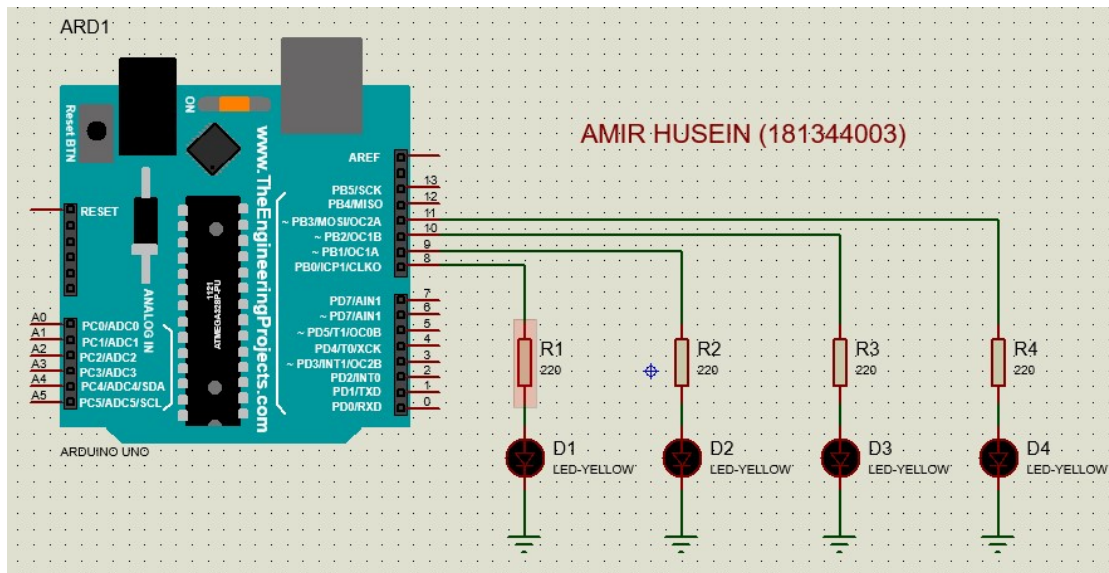 ARD1
AMIR HUSEIN (181344003)
Reset BTN
ON
www.TheEngineeringProjects.com
RESET
ANALOG IN
1121
ATMEGA328P-PU
AREF
PB5/SCK 13
PB4/MISO 12
~ PB3/MOSI/OC2A 11
~ PB2/OC1B 10
~ PB1/OC1A 9
PB0/ICP1/CLKO 8
PD7/AIN1 7
~ PD7/AIN1 6
~ PD5/T1/OC0B 5
PD4/T0/XCK 4
~ PD3/INT1/OC2B 3
PD2/INT0 2
PD1/TXD 1
PD0/RXD 0
A0 PC0/ADC0
A1 PC1/ADC1
A2 PC2/ADC2
A3 PC3/ADC3
A4 PC4/ADC4/SDA
A5 PC5/ADC5/SCL
ARDUINO UNO
R1
220
R2
220
R3
220
R4
220
D1
LED-YELLOW
D2
LED-YELLOW
D3
LED-YELLOW
D4
LED-YELLOW